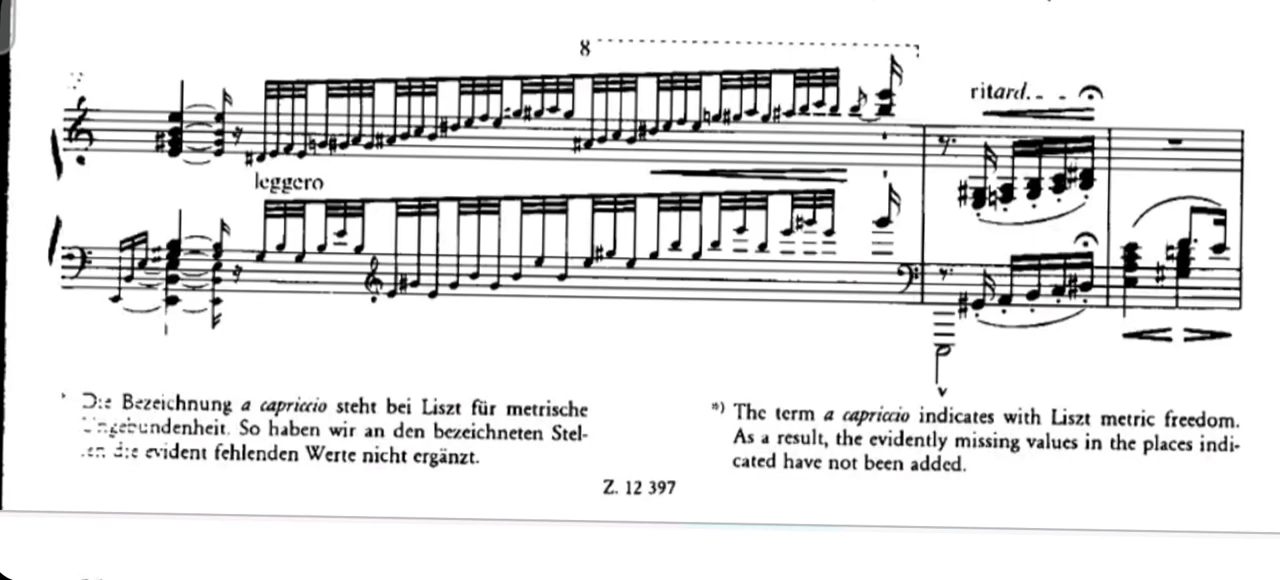 8
ritard.
leggero
Die Bezeichnung a capriccio steht bei Liszt für metrische
Ungebundenheit. So haben wir an den bezeichneten Stel-
len die evident fehlenden Werte nicht ergänzt.
*) The term a capriccio indicates with Liszt metric freedom.
As a result, the evidently missing values in the places indi-
cated have not been added.
Z. 12 397